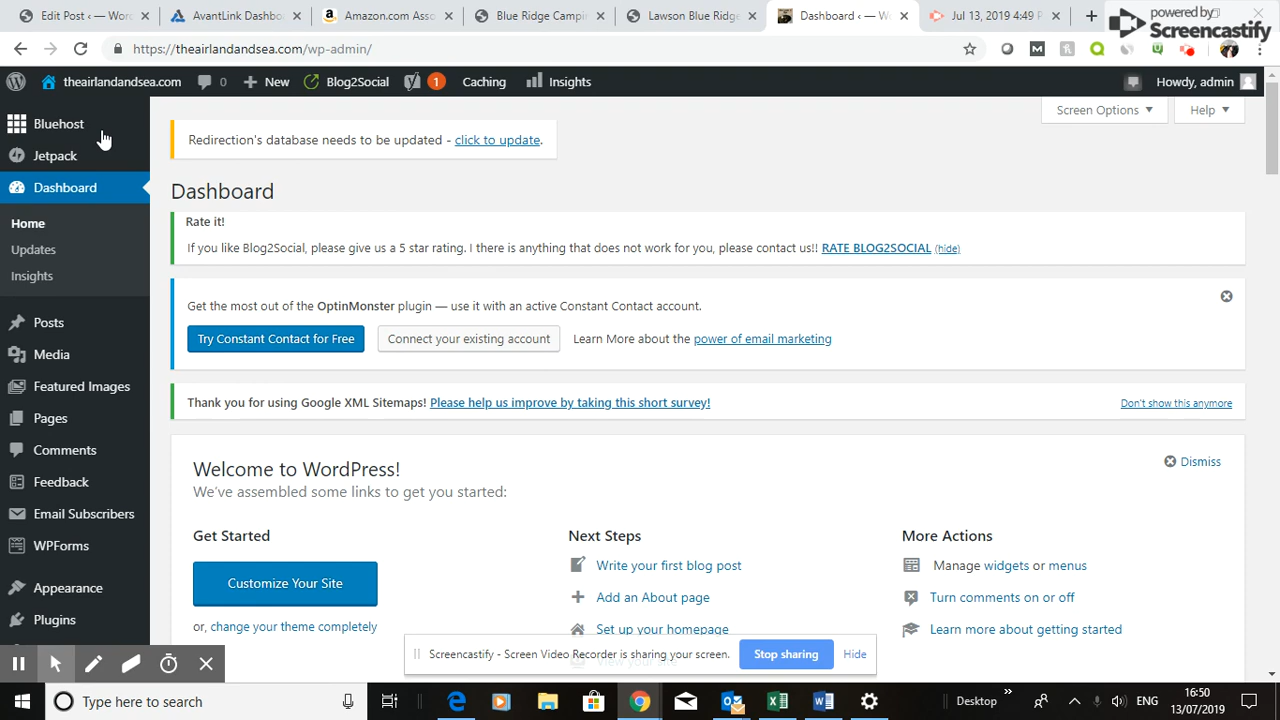 Edit Post ‹ — W
AvantLink Dashbo
Amazon.com Asso
Blue Ridge Campi
Lawson Blue Ridge
Dashboard ‹ — W
Jul 13, 2019 4:49 P
powered by
Screencastify
https://theairlandandsea.com/wp-admin/
theairlandandsea.com
0
New
Blog2Social
1
Caching
Insights
Howdy, admin
Bluehost
Jetpack
Dashboard
Home
Updates
Insights
Posts
Media
Featured Images
Pages
Comments
Feedback
Email Subscribers
WPForms
Appearance
Plugins
Screen Options
Help
Redirection's database needs to be updated - click to update.
Dashboard
Rate it!
If you like Blog2Social, please give us a 5 star rating. I there is anything that does not work for you, please contact us!! RATE BLOG2SOCIAL (hide)
Get the most out of the OptinMonster plugin — use it with an active Constant Contact account.
Try Constant Contact for Free
Connect your existing account
Learn More about the power of email marketing
Thank you for using Google XML Sitemaps! Please help us improve by taking this short survey!
Don't show this anymore
Welcome to WordPress!
Dismiss
We've assembled some links to get you started:
Get Started
Customize Your Site
or, change your theme completely
Next Steps
Write your first blog post
Add an About page
Set up your homepage
More Actions
Manage widgets or menus
Turn comments on or off
Learn more about getting started
Screencastify - Screen Video Recorder is sharing your screen.
Stop sharing
Hide
Type here to search
Desktop
ENG
16:50
13/07/2019